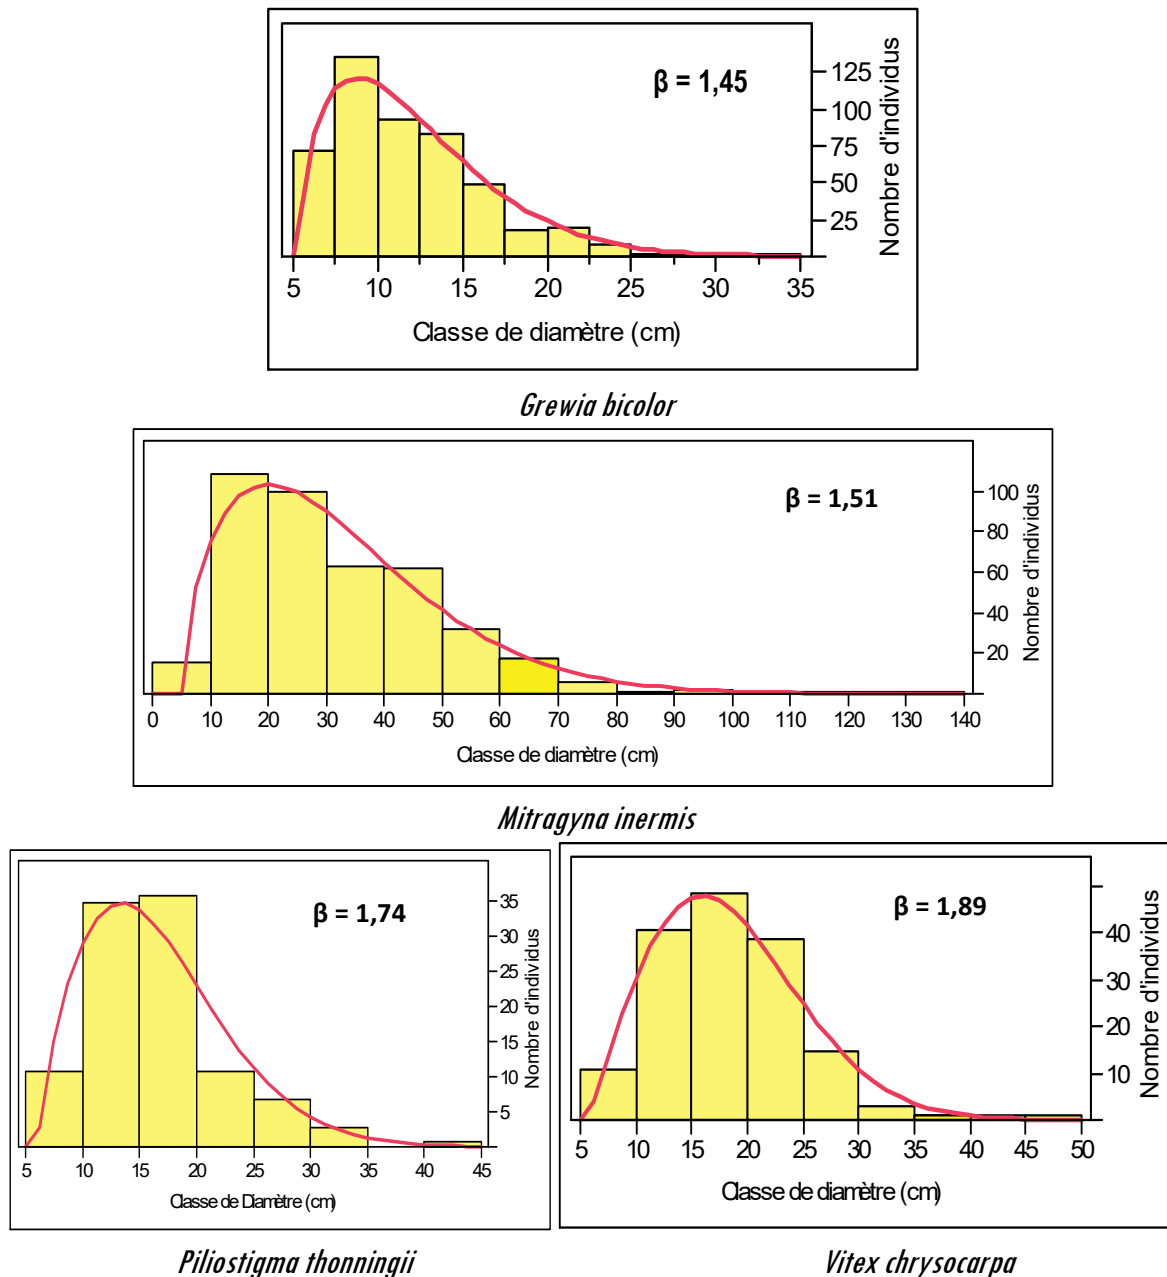 β = 1,45
125
100
75
50
25
Nombre d'individus
5 10 15 20 25 30 35
Classe de diamètre (cm)
Grewia bicolor
β = 1,51
100
80
60
40
20
Nombre d'individus
0 10 20 30 40 50 60 70 80 90 100 110 120 130 140
Classe de diamètre (cm)
Mitragyna inermis
β = 1,74
35
30
25
20
15
10
5
Nombre d'individus
5 10 15 20 25 30 35 40 45
Classe de Diamètre (cm)
Piliostigma thonningii
β = 1,89
40
30
20
10
Nombre d'individus
5 10 15 20 25 30 35 40 45 50
Classe de diamètre (cm)
Vitex chrysocarpa